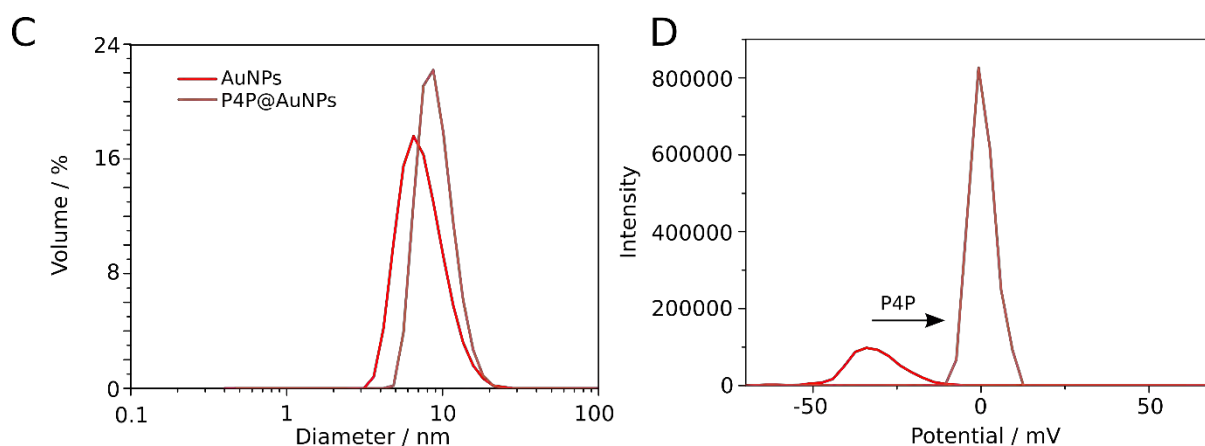 C
24
16
8
0
Volume / %
AuNPs
P4P@AuNPs
0.1
1
10
100
Diameter / nm
D
800000
600000
400000
200000
0
Intensity
P4P
-50
0
50
Potential / mV